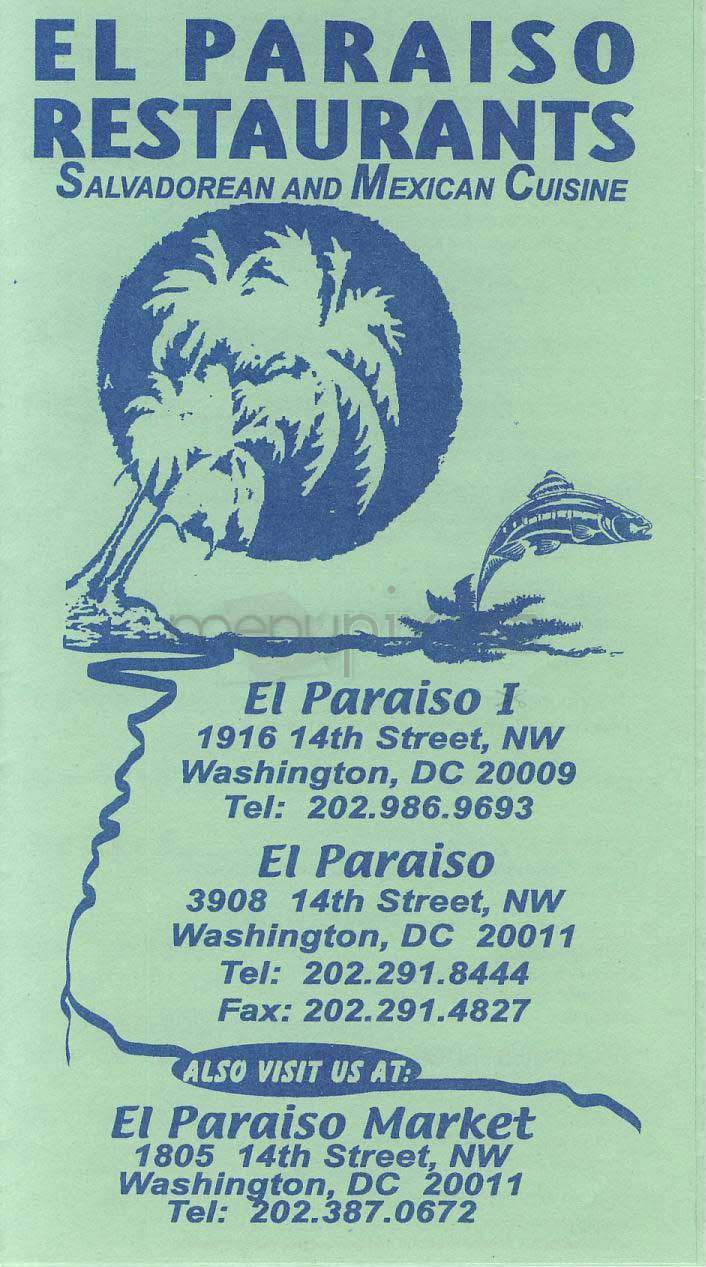 EL PARAISO
RESTAURANTS
SALVADOREAN AND MEXICAN CUISINE
El Paraiso I
1916 14th Street, NW
Washington, DC 20009
Tel: 202.986.9693
El Paraiso
3908 14th Street, NW
Washington, DC 20011
Tel: 202.291.8444
Fax: 202.291.4827
ALSO VISIT US AT:
El Paraiso Market
1805 14th Street, NW
Washington, DC 20011
Tel: 202.387.0672